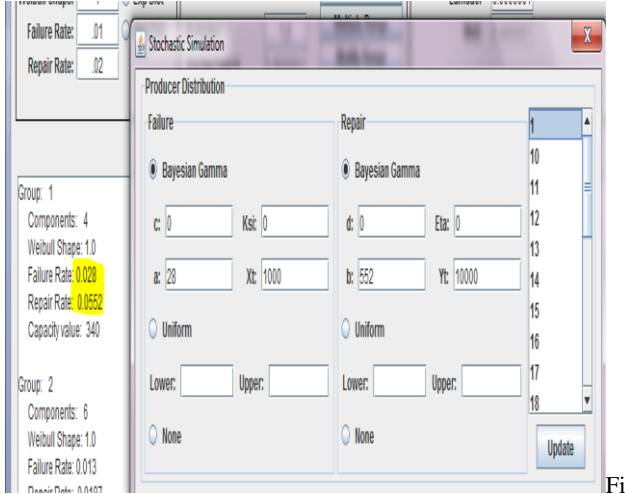 Failure Rate: .01
Repair Rate: .02
Stochastic Simulation
Producer Distribution
Failure
Bayesian Gamma
c: 0 Ksi: 0
a: 28 Xt: 1000
Uniform
Lower: Upper:
None
Repair
Bayesian Gamma
d: 0 Eta: 0
b: 552 Yt: 10000
Uniform
Lower: Upper:
None
1
10
11
12
13
14
15
16
17
18
Update
Group: 1
Components: 4
Weibull Shape: 1.0
Failure Rate: 0.028
Repair Rate: 0.0552
Capacity value: 340
Group: 2
Components: 6
Weibull Shape: 1.0
Failure Rate: 0.013
Repair Rate: 0.0187
Fi